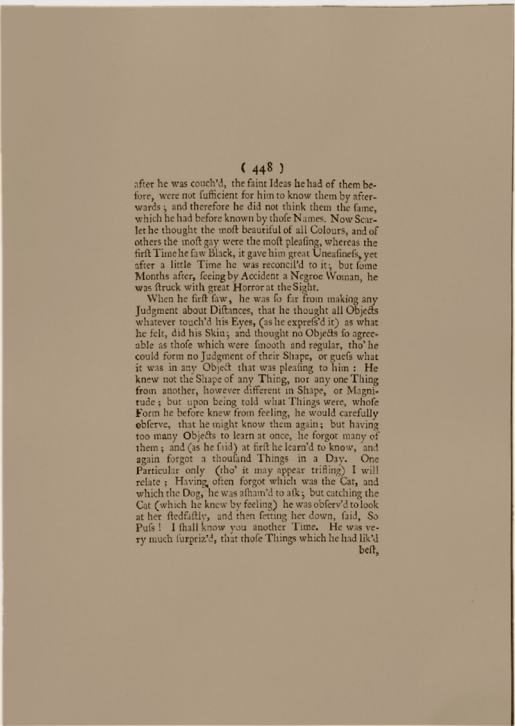 ( 448 )
after he was couch'd, the faint Ideas he had of them be-
fore, were not ſufficient for him to know them by after-
wards; and therefore he did not think them the ſame,
which he had before known by thoſe Names. Now Scar-
let he thought the moſt beautiful of all Colours, and of
others the moſt gay were the moſt pleaſing, whereas the
firſt Time he ſaw Black, it gave him great Uneaſineſs, yet
after a little Time he was reconcil'd to it; but ſome
Months after, ſeeing by Accident a Negroe Woman, he
was ſtruck with great Horror at the Sight.
When he firſt ſaw, he was ſo far from making any
Judgment about Diſtances, that he thought all Objects
whatever touch'd his Eyes, (as he expreſs'd it) as what
he felt, did his Skin; and thought no Objects ſo agree-
able as thoſe which were ſmooth and regular, tho' he
could form no Judgment of their Shape, or gueſs what
it was in any Object that was pleaſing to him : He
knew not the Shape of any Thing, nor any one Thing
from another, however different in Shape, or Magni-
tude; but upon being told what Things were, whoſe
Form he before knew from feeling, he would carefully
obſerve, that he might know them again; but having
too many Objects to learn at once, he forgot many of
them; and (as he ſaid) at firſt he learn'd to know, and
again forgot a thouſand Things in a Day. One
Particular only (tho' it may appear trifling) I will
relate; Having often forgot which was the Cat, and
which the Dog, he was aſham'd to aſk; but catching the
Cat (which he knew by feeling) he was obſerv'd to look
at her ſtedfaſtly, and then ſetting her down, ſaid, So
Puſs! I ſhall know you another Time. He was ve-
ry much ſurpriz'd, that thoſe Things which he had lik'd
beſt,